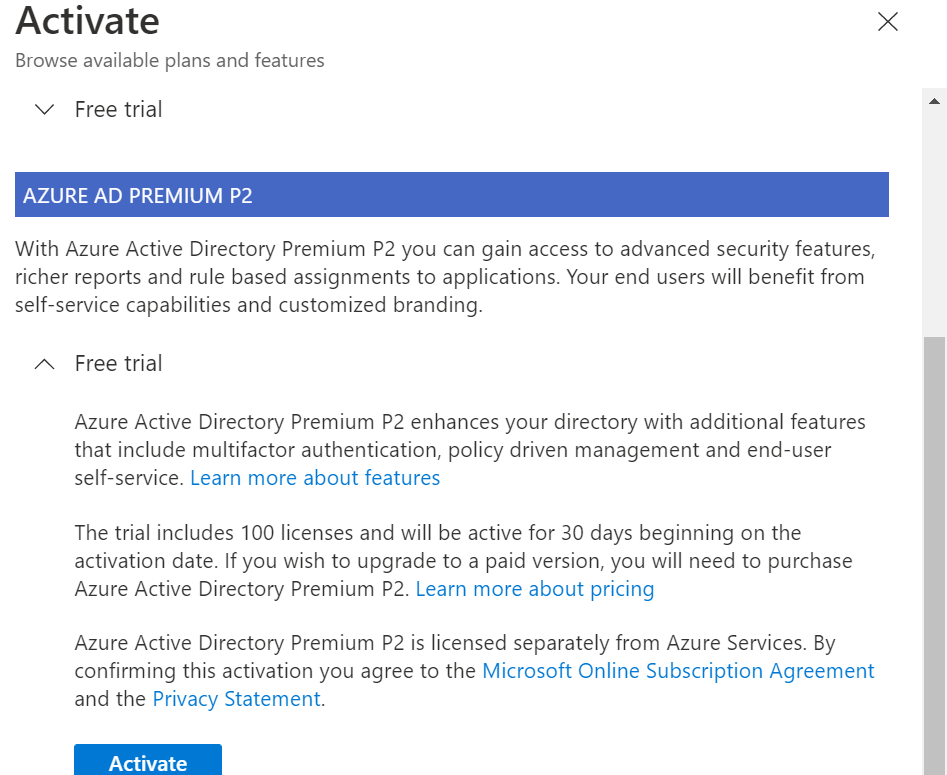 Activate
Browse available plans and features
Free trial
AZURE AD PREMIUM P2
With Azure Active Directory Premium P2 you can gain access to advanced security features,
richer reports and rule based assignments to applications. Your end users will benefit from
self-service capabilities and customized branding.
Free trial
Azure Active Directory Premium P2 enhances your directory with additional features
that include multifactor authentication, policy driven management and end-user
self-service. Learn more about features
The trial includes 100 licenses and will be active for 30 days beginning on the
activation date. If you wish to upgrade to a paid version, you will need to purchase
Azure Active Directory Premium P2. Learn more about pricing
Azure Active Directory Premium P2 is licensed separately from Azure Services. By
confirming this activation you agree to the Microsoft Online Subscription Agreement
and the Privacy Statement.
Activate